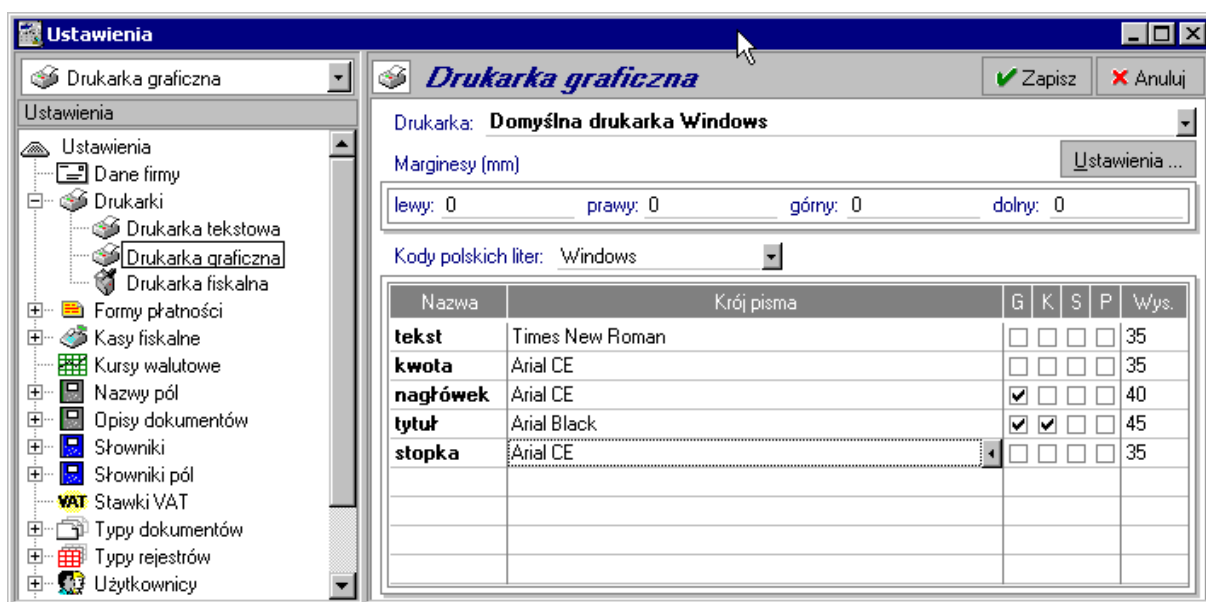 Ustawienia
Drukarka graficzna
Ustawienia
Ustawienia
Dane firmy
Drukarki
Drukarka tekstowa
Drukarka graficzna
Drukarka fiskalna
Formy płatności
Kasy fiskalne
Kursy walutowe
Nazwy pól
Opisy dokumentów
Słowniki
Słowniki pól
VAT Stawki VAT
Typy dokumentów
Typy rejestrów
Użytkownicy
Drukarka graficzna
Zapisz
Anuluj
Drukarka: Domyślna drukarka Windows
Marginesy (mm)
Ustawienia ...
lewy: 0 prawy: 0 górny: 0 dolny: 0
Kody polskich liter: Windows
Nazwa Krój pisma G K S P Wys.
tekst Times New Roman 35
kwota Arial CE 35
nagłówek Arial CE 40
tytuł Arial Black 45
stopka Arial CE 35